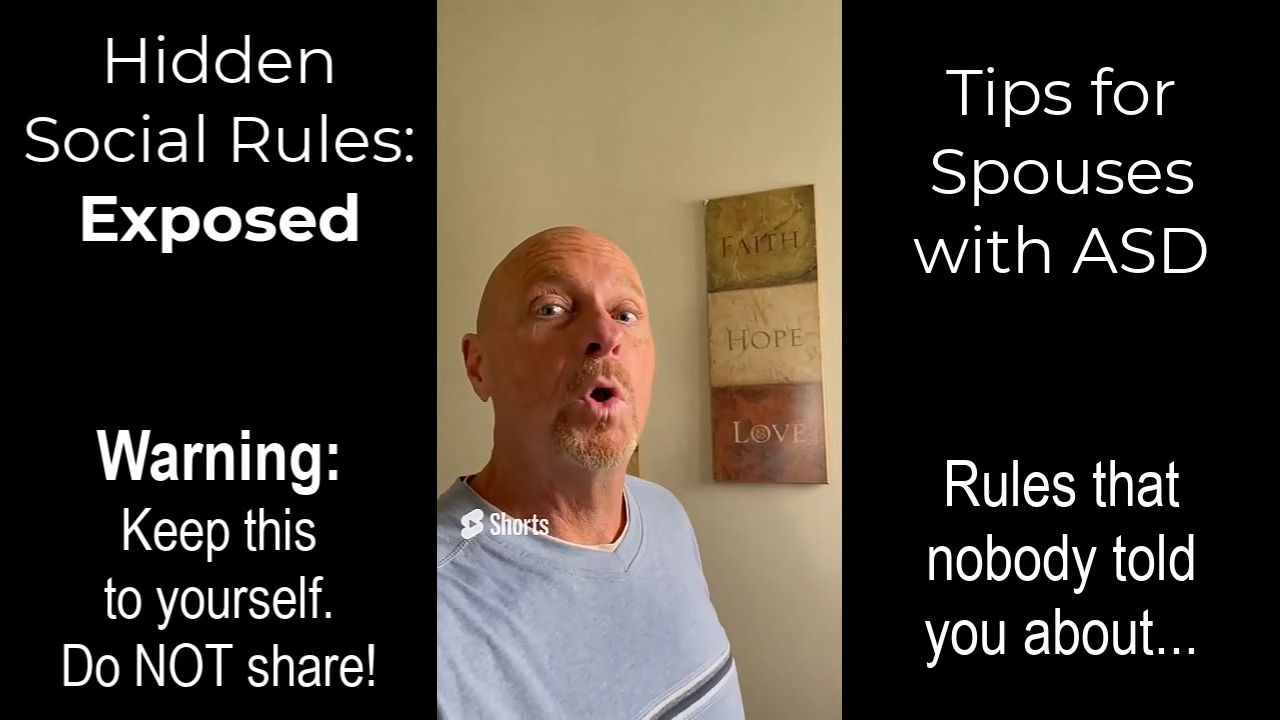 Hidden
Social Rules:
Exposed
Warning:
Keep this
to yourself.
Do NOT share!
FAITH
HOPE
LOVE
Shorts
Tips for
Spouses
with ASD
Rules that
nobody told
you about...